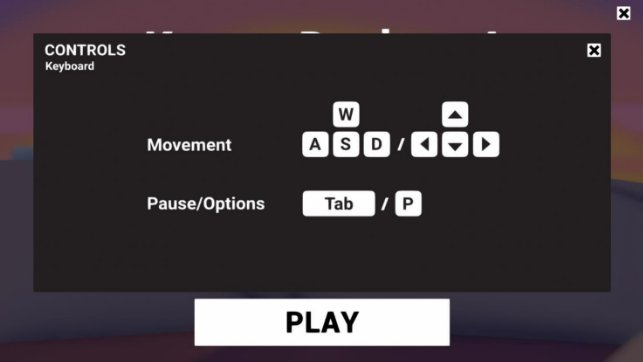 CONTROLS
Keyboard
W
Movement A S D /
Pause/Options Tab / P
PLAY